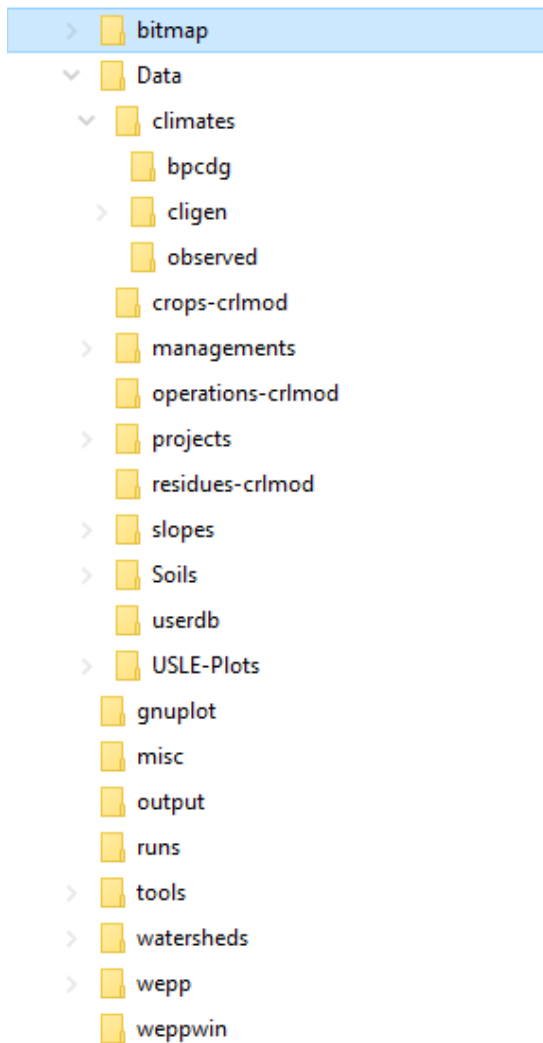 bitmap
Data
climates
bpcdg
cligen
observed
crops-crlmod
managements
operations-crlmod
projects
residues-crlmod
slopes
Soils
userdb
USLE-Plots
gnuplot
misc
output
runs
tools
watersheds
wepp
weppwin